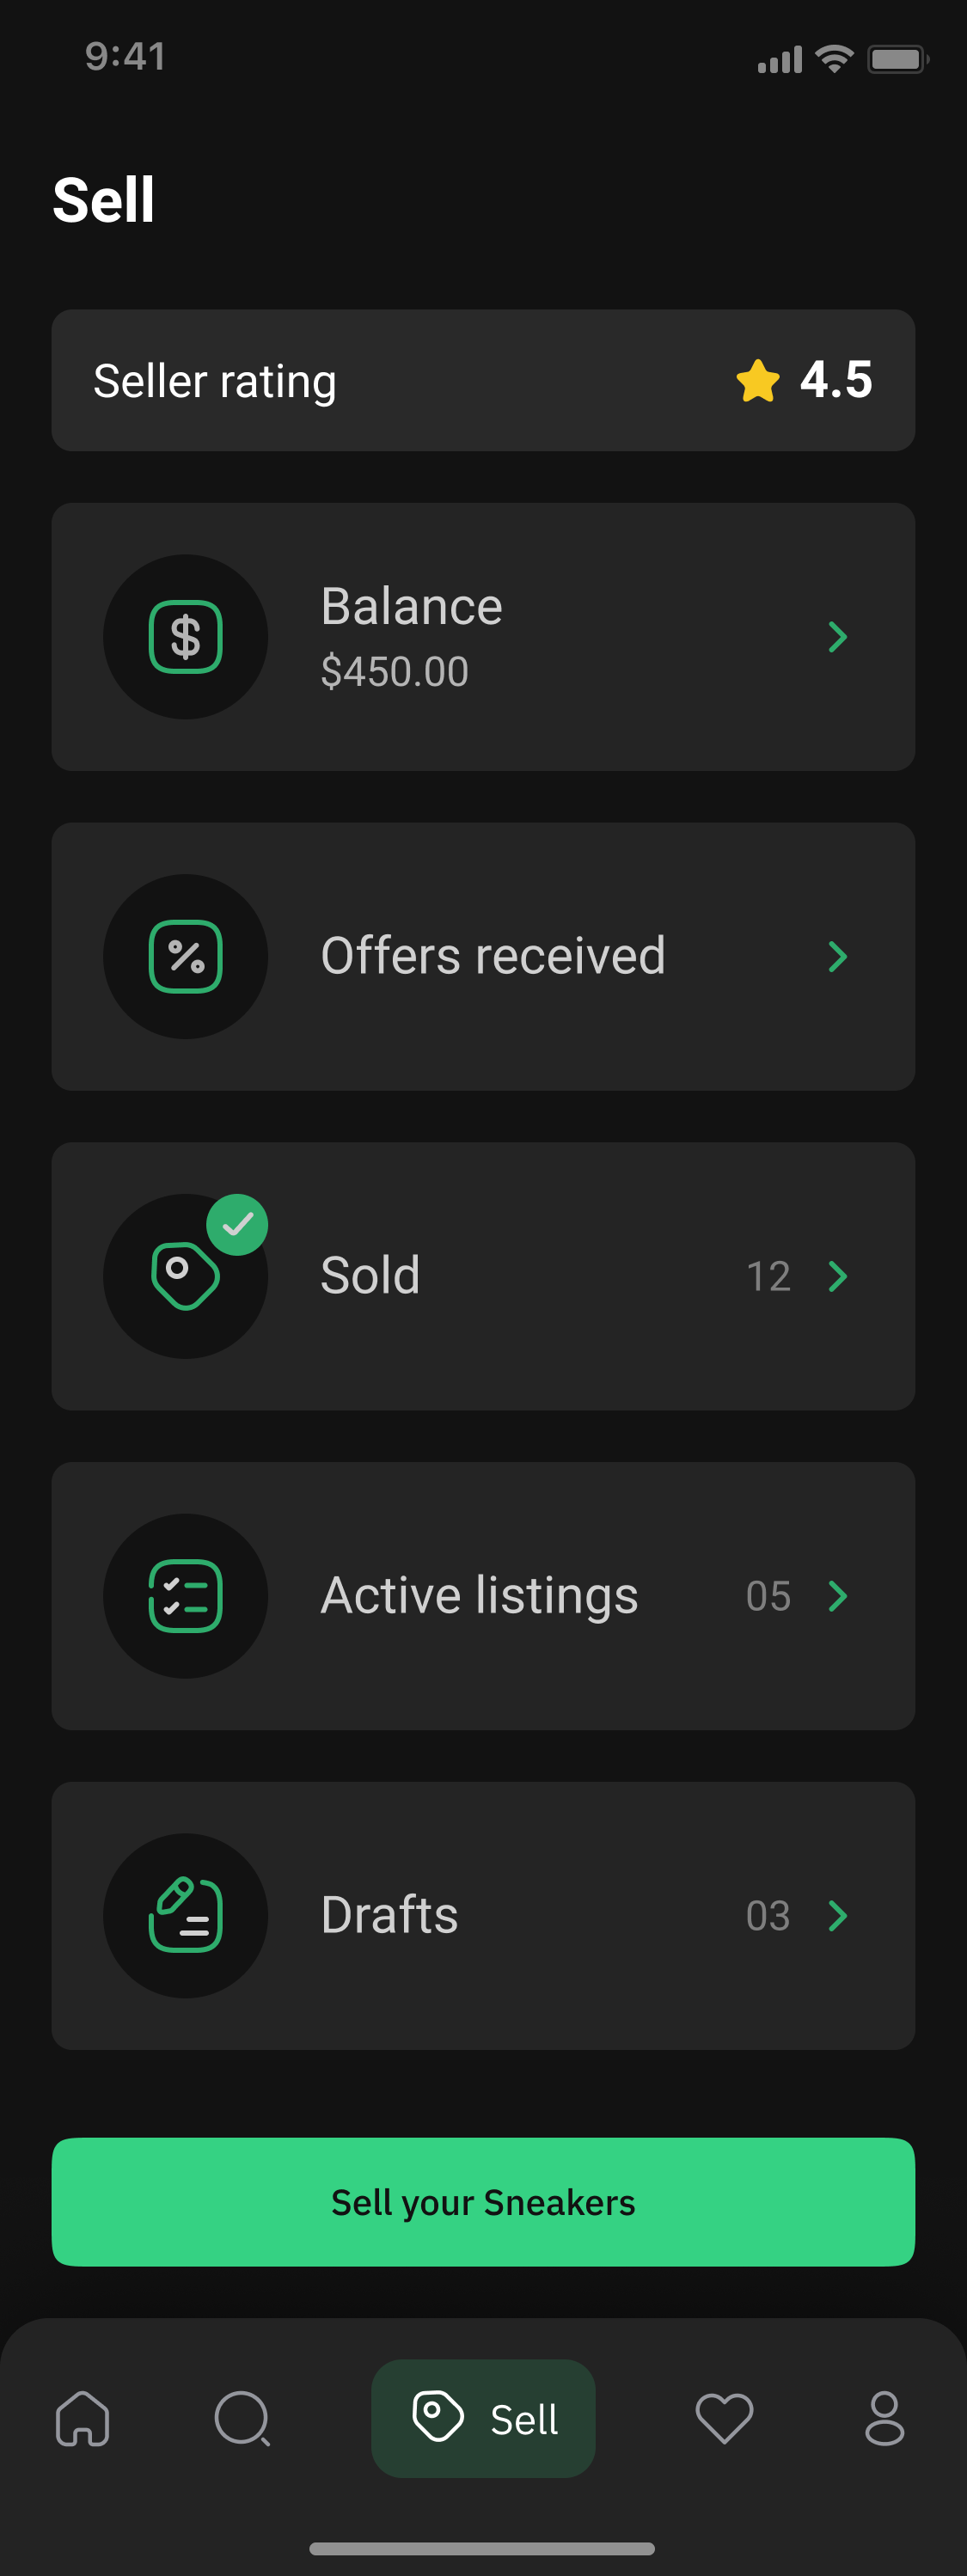 9:41
Sell
Seller rating 4.5
Balance
$450.00
Offers received
Sold 12
Active listings 05
Drafts 03
Sell your Sneakers
Sell